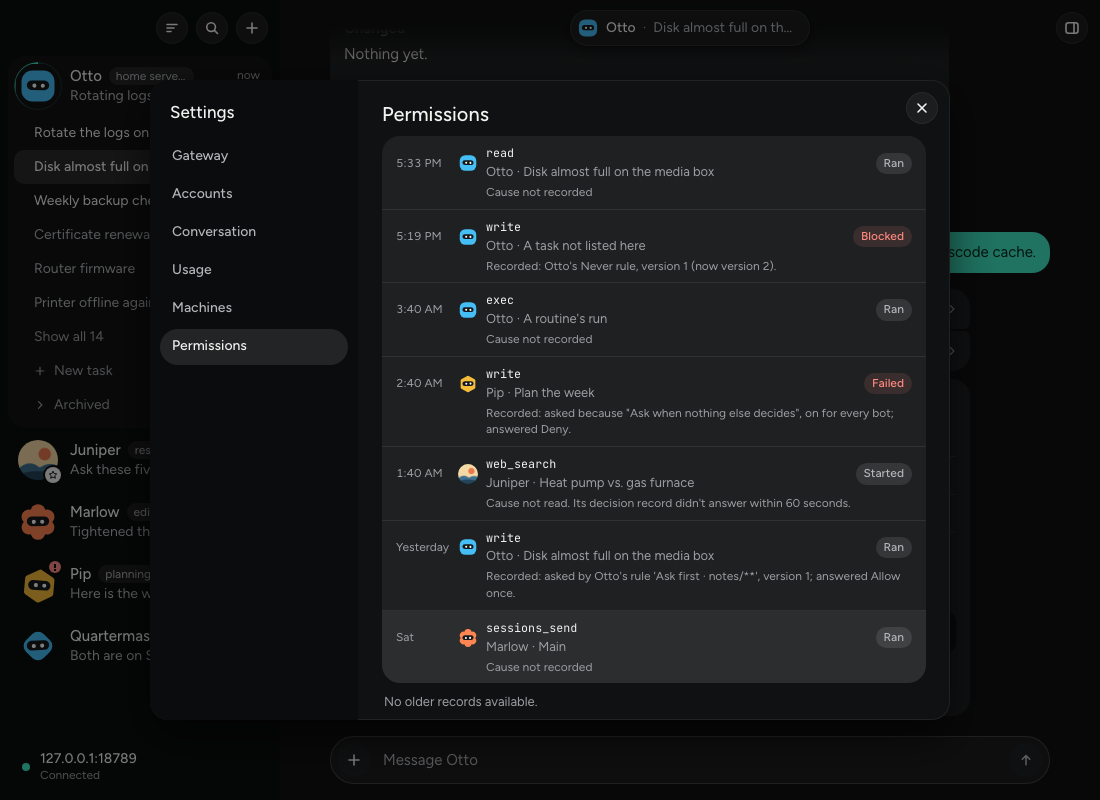 Otto · Disk almost full on th…
Nothing yet.
Otto home serve… now
Rotating logs
Rotate the logs on
Disk almost full on
Weekly backup che
Certificate renewa
Router firmware
Printer offline again
Show all 14
+ New task
Archived
Juniper res
Ask these fiv
Marlow edi
Tightened th
Pip planning
Here is the w
Quartermas
Both are on S
127.0.0.1:18789
Connected
Settings
Gateway
Accounts
Conversation
Usage
Machines
Permissions
Permissions
5:33 PM read Ran
Otto · Disk almost full on the media box
Cause not recorded
5:19 PM write Blocked
Otto · A task not listed here
Recorded: Otto's Never rule, version 1 (now version 2).
3:40 AM exec Ran
Otto · A routine's run
Cause not recorded
2:40 AM write Failed
Pip · Plan the week
Recorded: asked because "Ask when nothing else decides", on for every bot;
answered Deny.
1:40 AM web_search Started
Juniper · Heat pump vs. gas furnace
Cause not read. Its decision record didn't answer within 60 seconds.
Yesterday write Ran
Otto · Disk almost full on the media box
Recorded: asked by Otto's rule 'Ask first · notes/**', version 1; answered Allow
once.
Sat sessions_send Ran
Marlow · Main
Cause not recorded
No older records available.
scode cache.
Message Otto